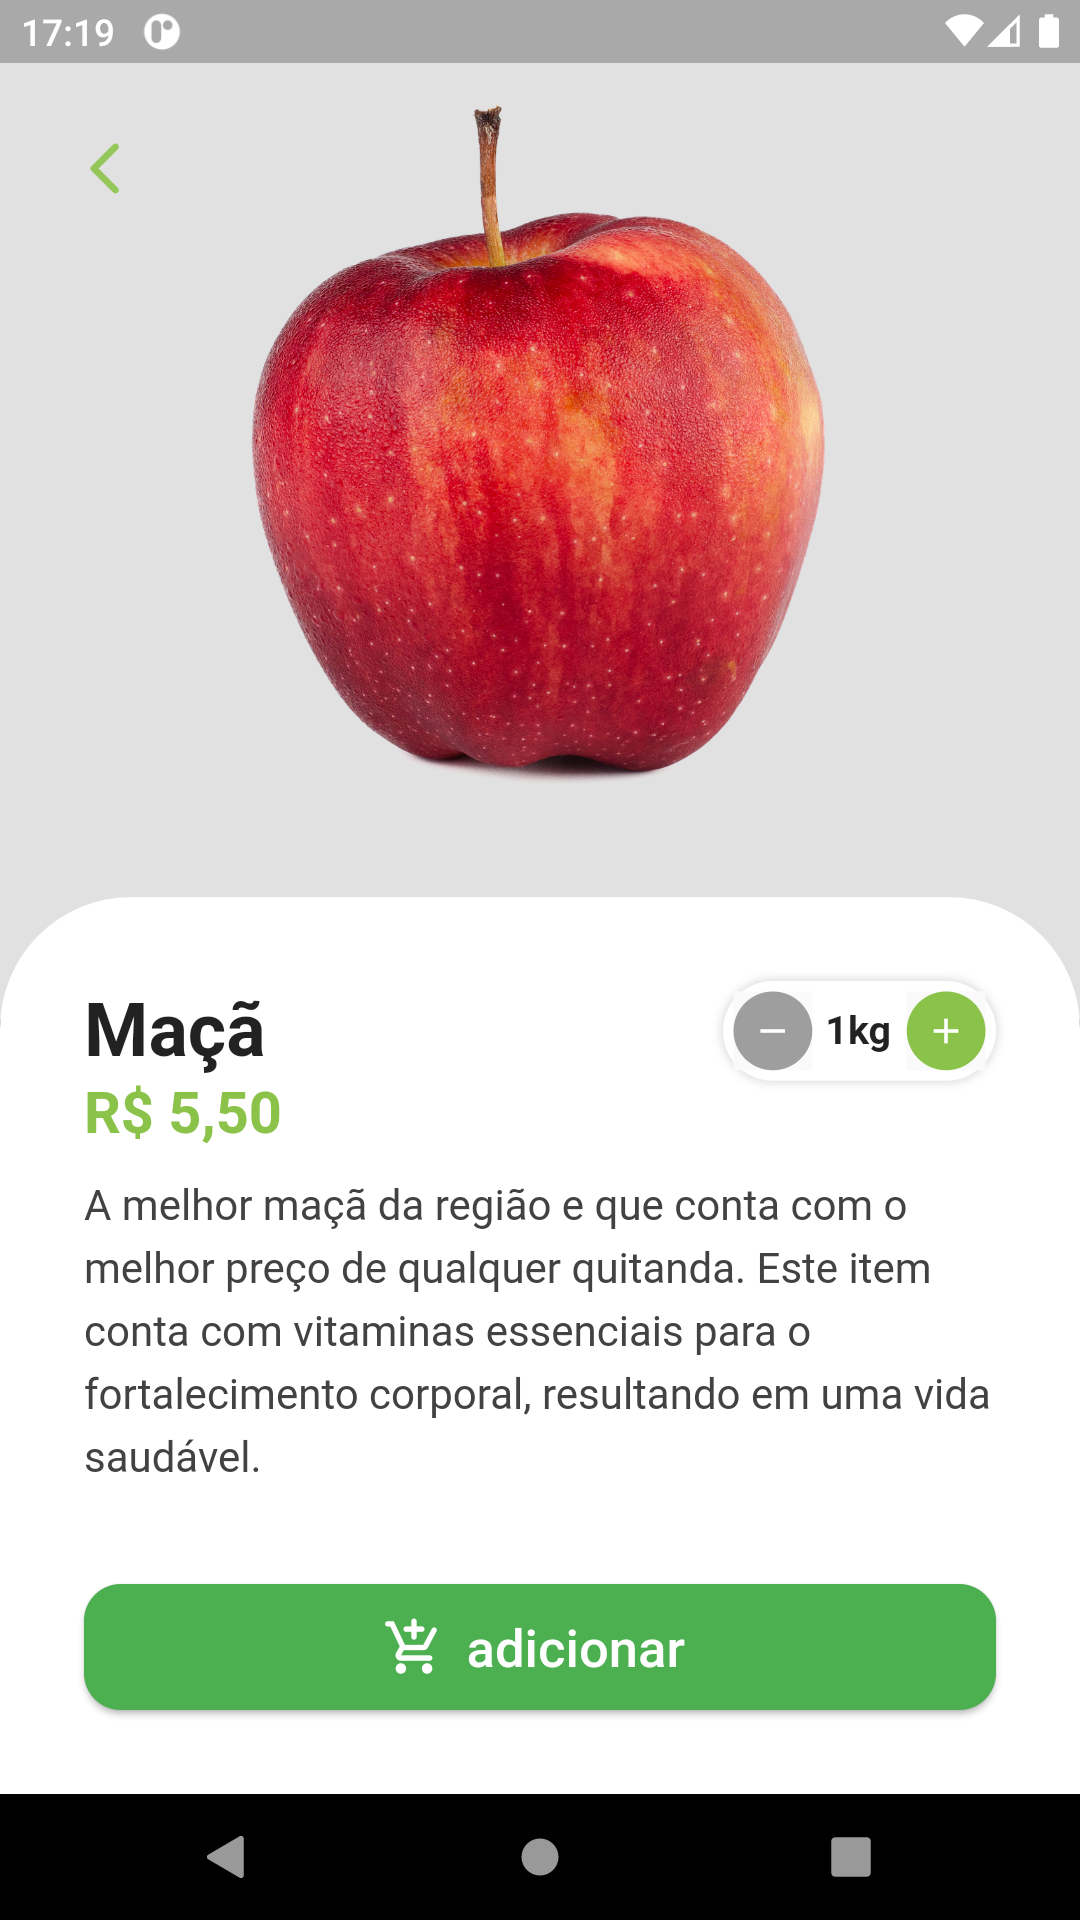 17:19
Maçã
1kg
R$ 5,50
A melhor maçã da região e que conta com o
melhor preço de qualquer quitanda. Este item
conta com vitaminas essenciais para o
fortalecimento corporal, resultando em uma vida
saudável.
adicionar